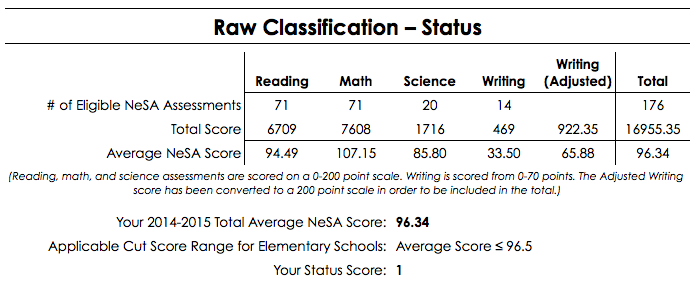 Raw Classification – Status
Reading Math Science Writing Writing (Adjusted) Total
# of Eligible NeSA Assessments 71 71 20 14 176
Total Score 6709 7608 1716 469 922.35 16955.35
Average NeSA Score 94.49 107.15 85.80 33.50 65.88 96.34
(Reading, math, and science assessments are scored on a 0-200 point scale. Writing is scored from 0-70 points. The Adjusted Writing
score has been converted to a 200 point scale in order to be included in the total.)
Your 2014-2015 Total Average NeSA Score: 96.34
Applicable Cut Score Range for Elementary Schools: Average Score ≤ 96.5
Your Status Score: 1